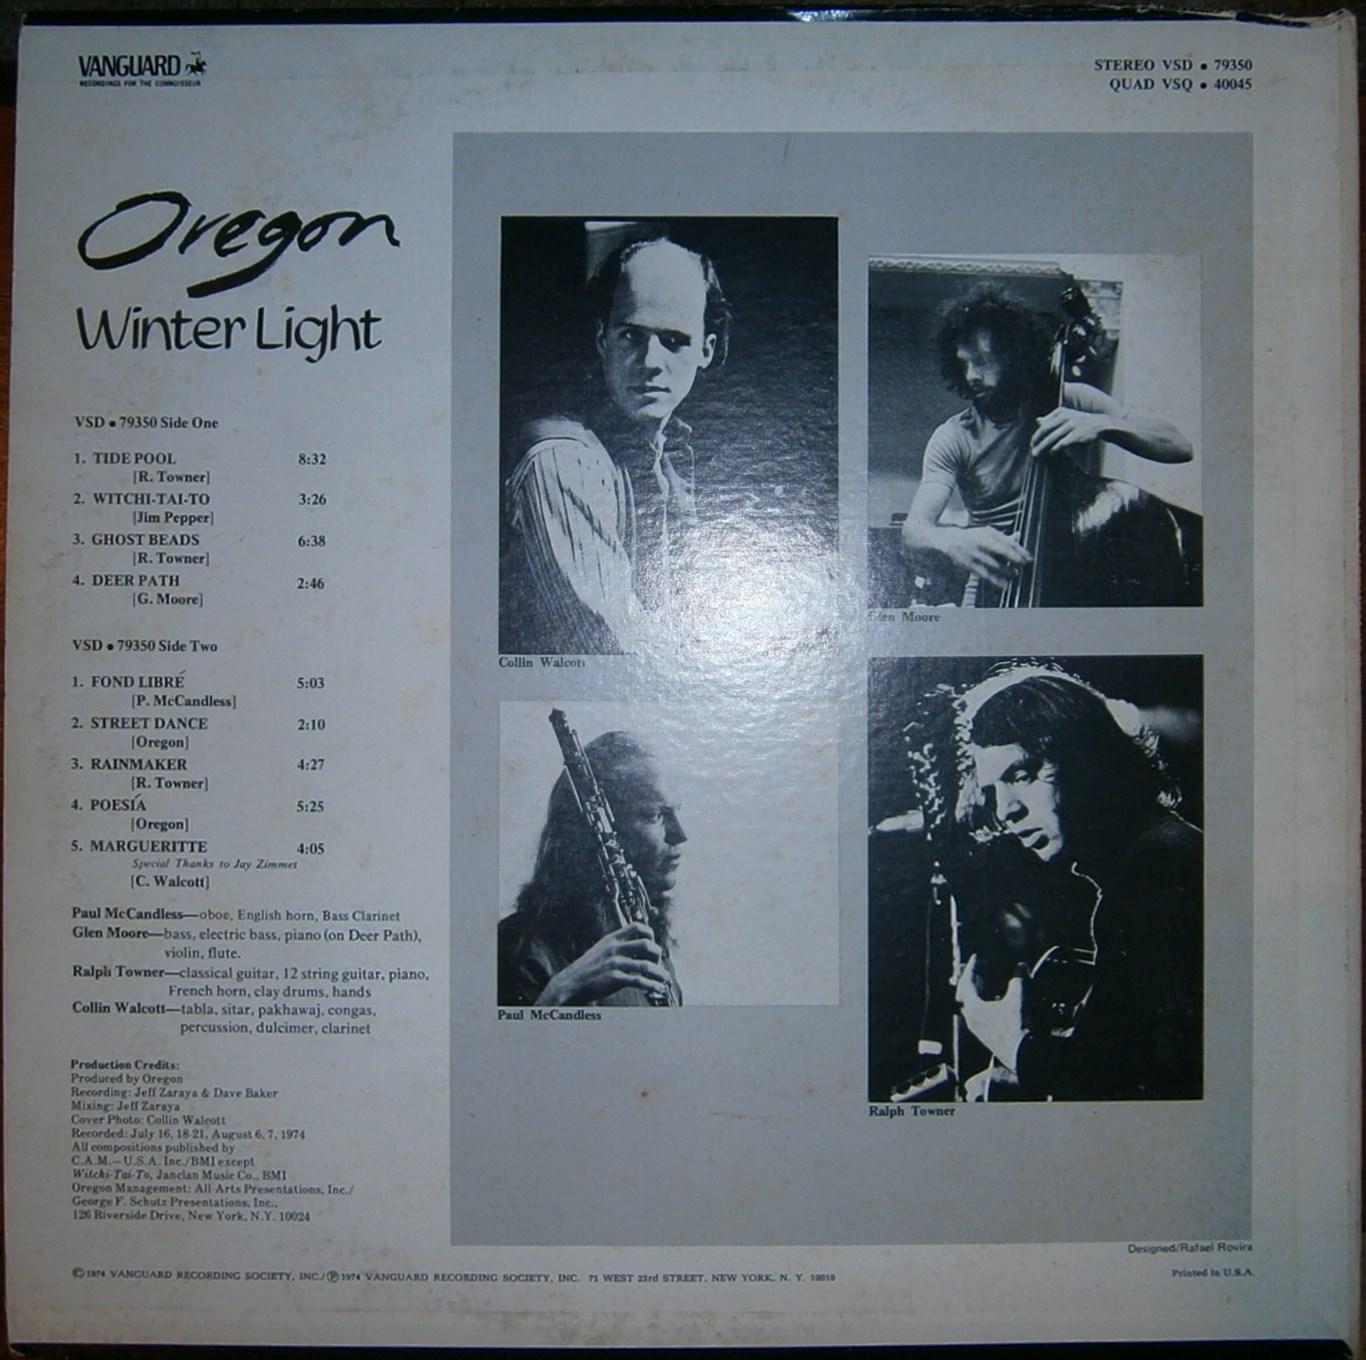 VANGUARD
RECORDINGS FOR THE CONNOISSEUR
STEREO VSD • 79350
QUAD VSQ • 40045
Oregon
Winter Light
VSD • 79350 Side One
1. TIDE POOL 8:32
[R. Towner]
2. WITCHI-TAI-TO 3:26
[Jim Pepper]
3. GHOST BEADS 6:38
[R. Towner]
4. DEER PATH 2:46
[G. Moore]
VSD • 79350 Side Two
1. FOND LIBRÉ 5:03
[P. McCandless]
2. STREET DANCE 2:10
[Oregon]
3. RAINMAKER 4:27
[R. Towner]
4. POESÍA 5:25
[Oregon]
5. MARGUERITTE 4:05
Special Thanks to Jay Zimmet
[C. Walcott]
Paul McCandless—oboe, English horn, Bass Clarinet
Glen Moore—bass, electric bass, piano (on Deer Path),
violin, flute.
Ralph Towner—classical guitar, 12 string guitar, piano,
French horn, clay drums, hands
Collin Walcott—tabla, sitar, pakhawaj, congas,
percussion, dulcimer, clarinet
Production Credits:
Produced by Oregon
Recording: Jeff Zaraya & Dave Baker
Mixing: Jeff Zaraya
Cover Photo: Collin Walcott
Recorded: July 16, 18-21, August 6, 7, 1974
All compositions published by
C.A.M.—U.S.A. Inc./BMI except
Witchi-Tai-To, Janclan Music Co., BMI
Oregon Management: All-Arts Presentations, Inc./
George F. Schutz Presentations, Inc.,
126 Riverside Drive, New York, N.Y. 10024
Collin Walcott
Glen Moore
Paul McCandless
Ralph Towner
Designed/Rafael Rovira
© 1974 VANGUARD RECORDING SOCIETY, INC./℗ 1974 VANGUARD RECORDING SOCIETY, INC. 71 WEST 23rd STREET, NEW YORK, N. Y. 10010
Printed in U.S.A.